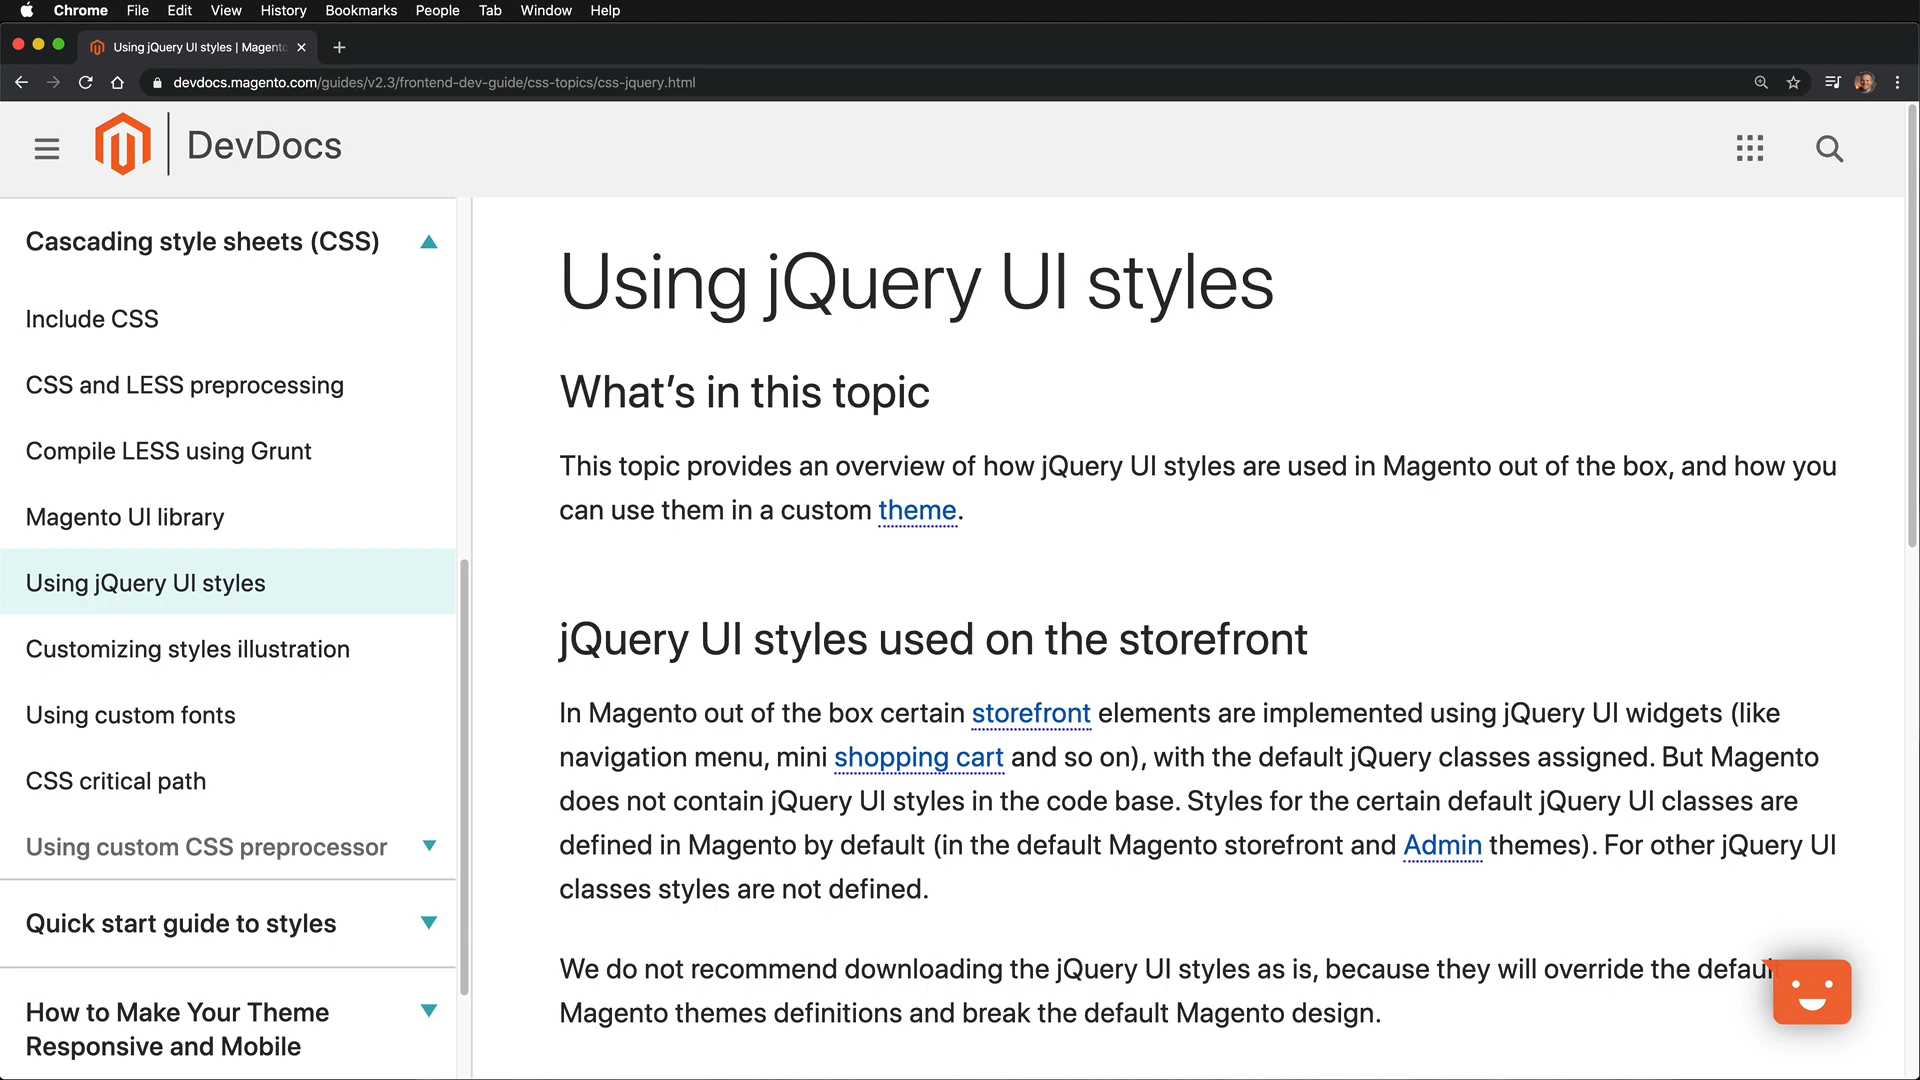 Chrome File Edit View History Bookmarks People Tab Window Help
Using jQuery UI styles | Magento
devdocs.magento.com/guides/v2.3/frontend-dev-guide/css-topics/css-jquery.html
DevDocs
Cascading style sheets (CSS)
Include CSS
CSS and LESS preprocessing
Compile LESS using Grunt
Magento UI library
Using jQuery UI styles
Customizing styles illustration
Using custom fonts
CSS critical path
Using custom CSS preprocessor
Quick start guide to styles
How to Make Your Theme
Responsive and Mobile
Using jQuery UI styles
What’s in this topic
This topic provides an overview of how jQuery UI styles are used in Magento out of the box, and how you
can use them in a custom theme.
jQuery UI styles used on the storefront
In Magento out of the box certain storefront elements are implemented using jQuery UI widgets (like
navigation menu, mini shopping cart and so on), with the default jQuery classes assigned. But Magento
does not contain jQuery UI styles in the code base. Styles for the certain default jQuery UI classes are
defined in Magento by default (in the default Magento storefront and Admin themes). For other jQuery UI
classes styles are not defined.
We do not recommend downloading the jQuery UI styles as is, because they will override the default
Magento themes definitions and break the default Magento design.